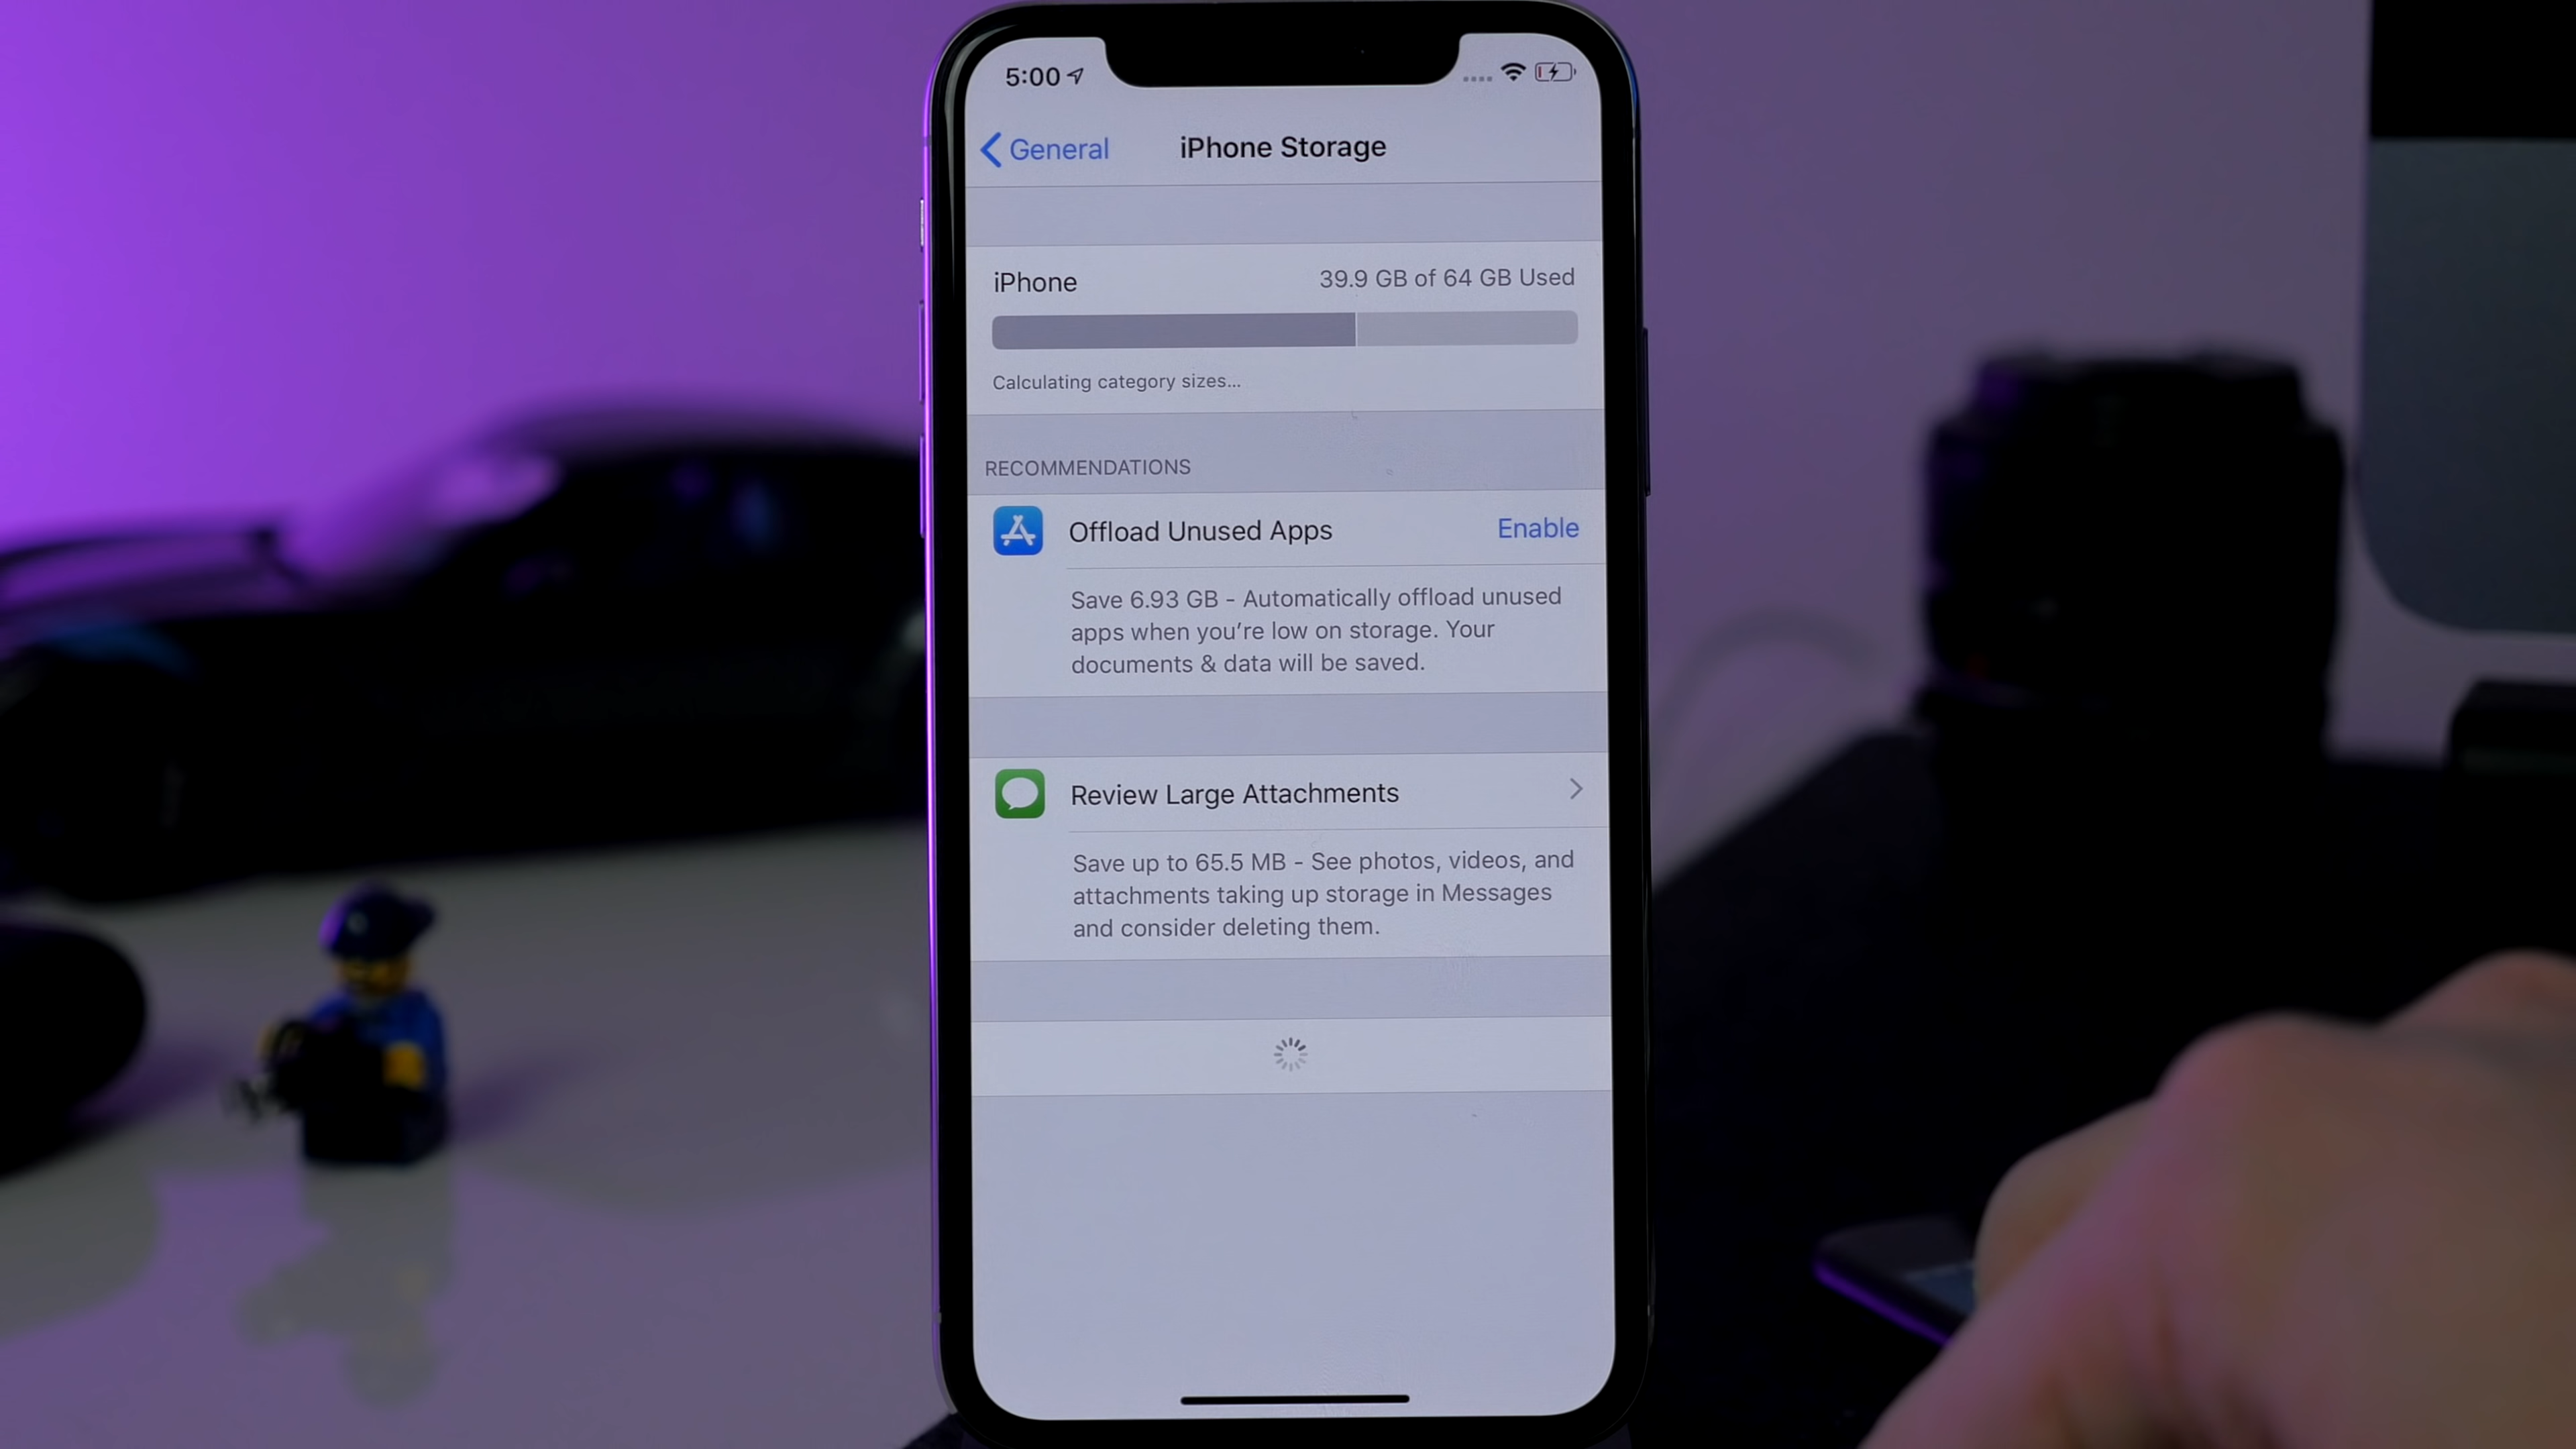 5:00
General
iPhone Storage
iPhone
39.9 GB of 64 GB Used
Calculating category sizes...
RECOMMENDATIONS
Offload Unused Apps
Enable
Save 6.93 GB - Automatically offload unused
apps when you’re low on storage. Your
documents & data will be saved.
Review Large Attachments
Save up to 65.5 MB - See photos, videos, and
attachments taking up storage in Messages
and consider deleting them.